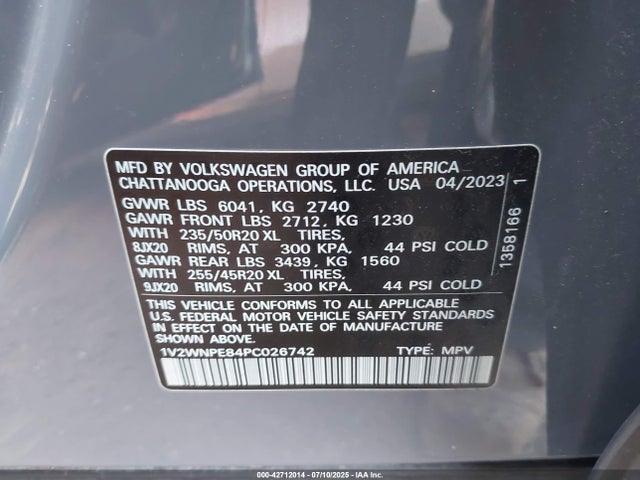 MFD BY VOLKSWAGEN GROUP OF AMERICA
CHATTANOOGA OPERATIONS, LLC. USA 04/2023
GVWR LBS 6041, KG 2740
GAWR FRONT LBS 2712, KG 1230
WITH 235/50R20 XL TIRES,
8JX20 RIMS, AT 300 KPA, 44 PSI COLD
GAWR REAR LBS 3439, KG 1560
WITH 255/45R20 XL TIRES,
9JX20 RIMS, AT 300 KPA, 44 PSI COLD
THIS VEHICLE CONFORMS TO ALL APPLICABLE
U.S. FEDERAL MOTOR VEHICLE SAFETY STANDARDS
IN EFFECT ON THE DATE OF MANUFACTURE
SHOWN ABOVE.
1V2WNPE84PC026742 TYPE: MPV
1358166 1
000-42712014 - 07/10/2025 - IAA Inc.